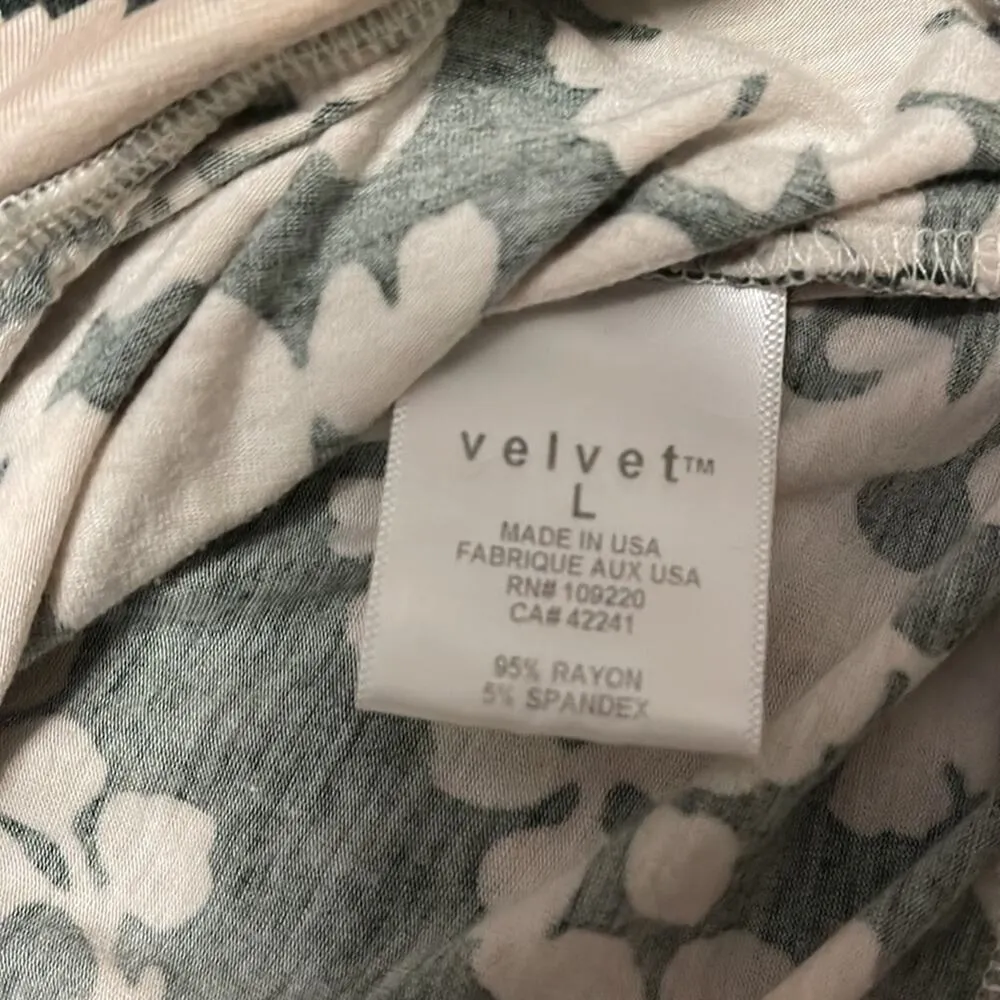 velvet™
L
MADE IN USA
FABRIQUE AUX USA
RN# 109220
CA# 42241
95% RAYON
5% SPANDEX